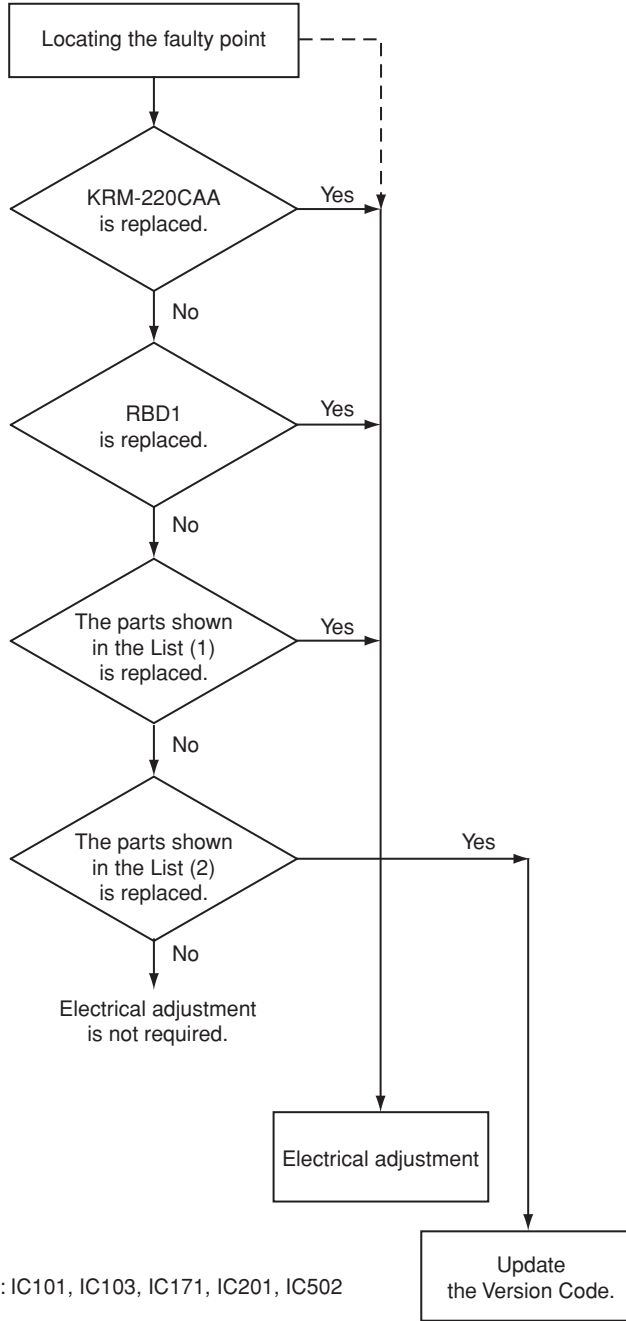 Locating the faulty point
KRM-220CAA
is replaced.
Yes
No
RBD1
is replaced.
Yes
No
The parts shown
in the List (1)
is replaced.
Yes
No
The parts shown
in the List (2)
is replaced.
Yes
No
Electrical adjustment
is not required.
Electrical adjustment
Update
the Version Code.
: IC101, IC103, IC171, IC201, IC502